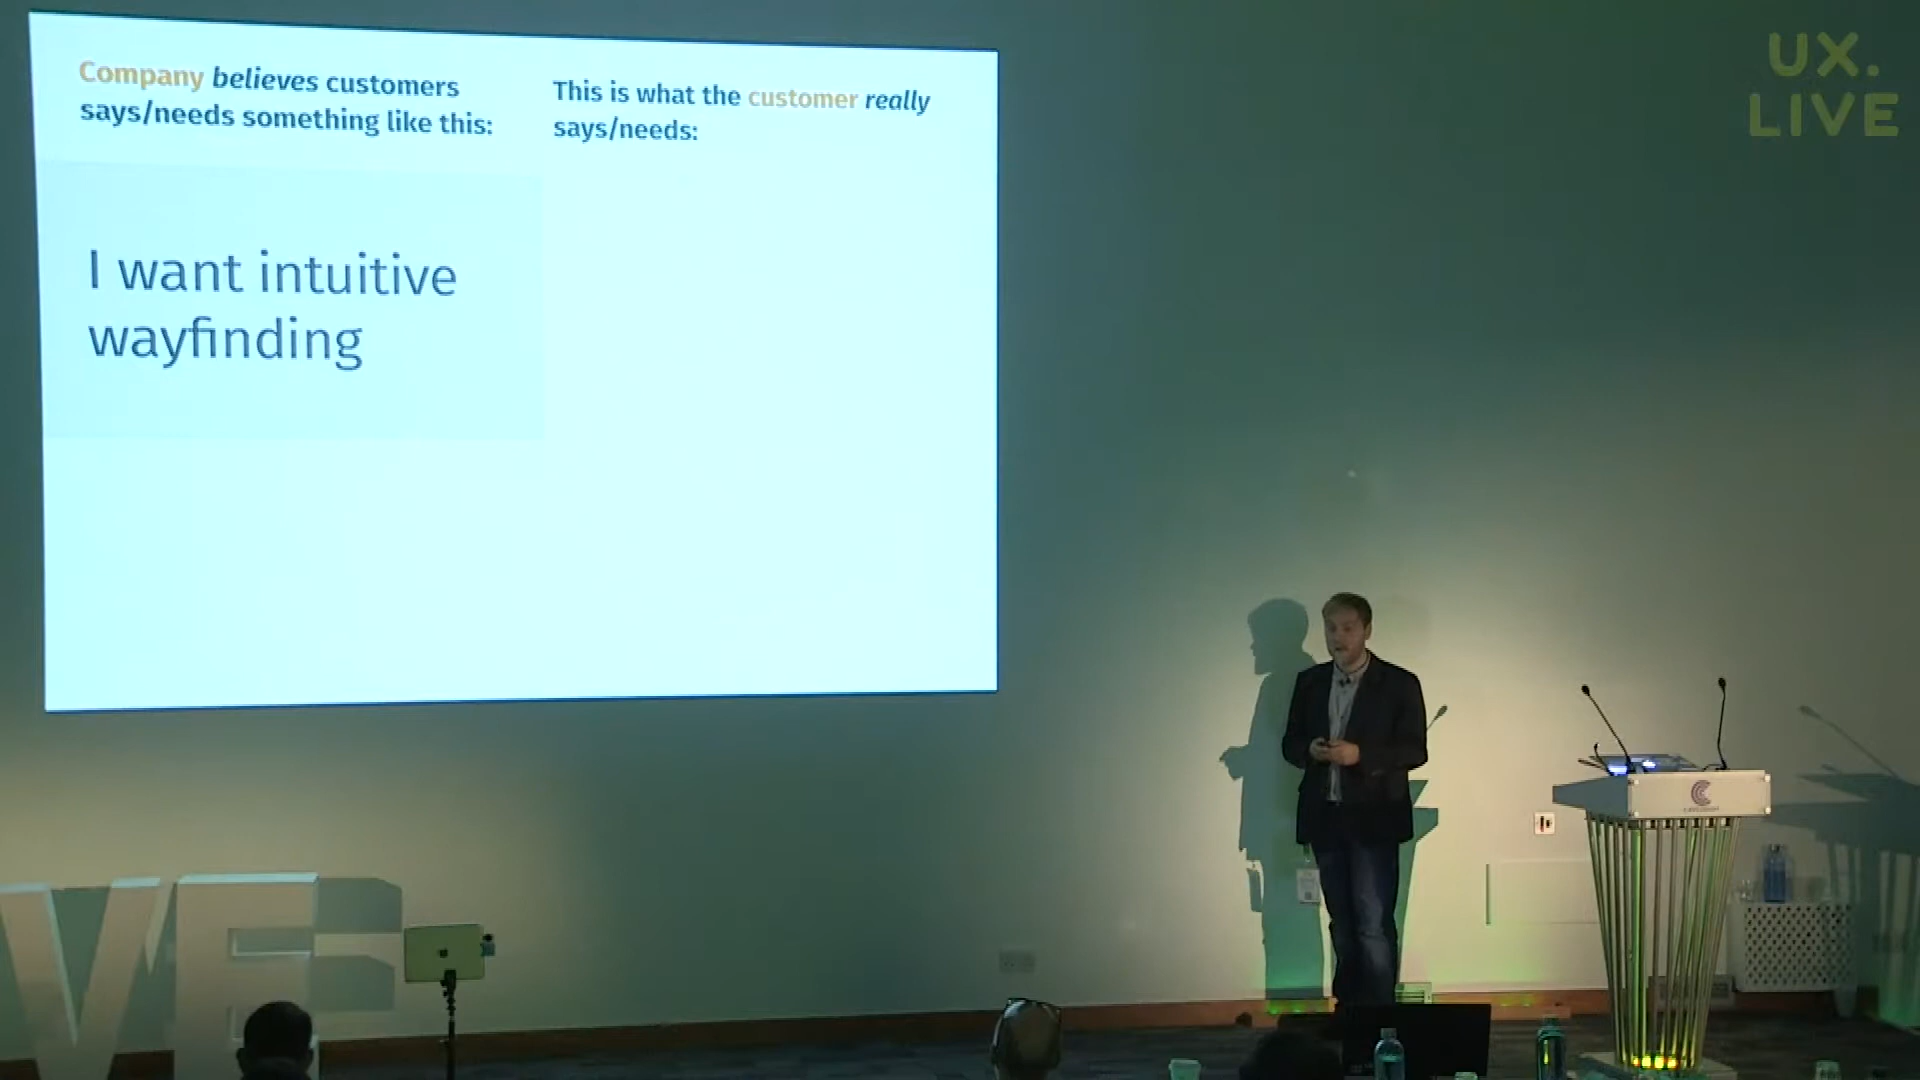 Company believes customers
says/needs something like this:
This is what the customer really
says/needs:
I want intuitive
wayfinding
UX.
LIVE
VE